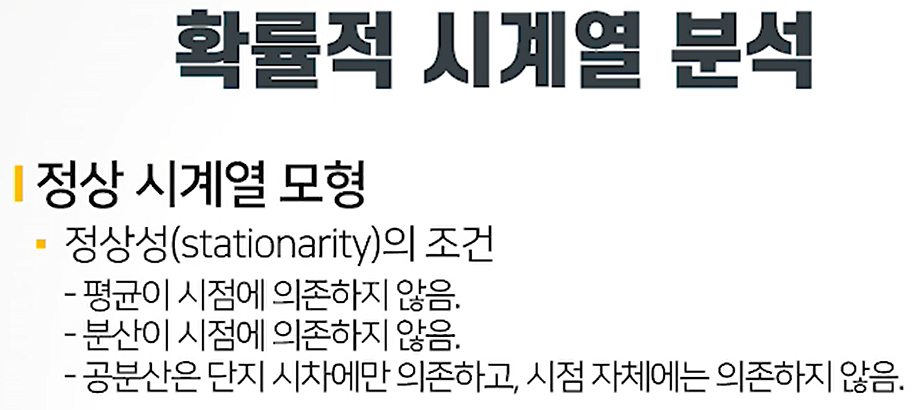 확률적 시계열 분석
정상 시계열 모형
정상성(stationarity)의 조건
- 평균이 시점에 의존하지 않음.
- 분산이 시점에 의존하지 않음.
- 공분산은 단지 시차에만 의존하고, 시점 자체에는 의존하지 않음.